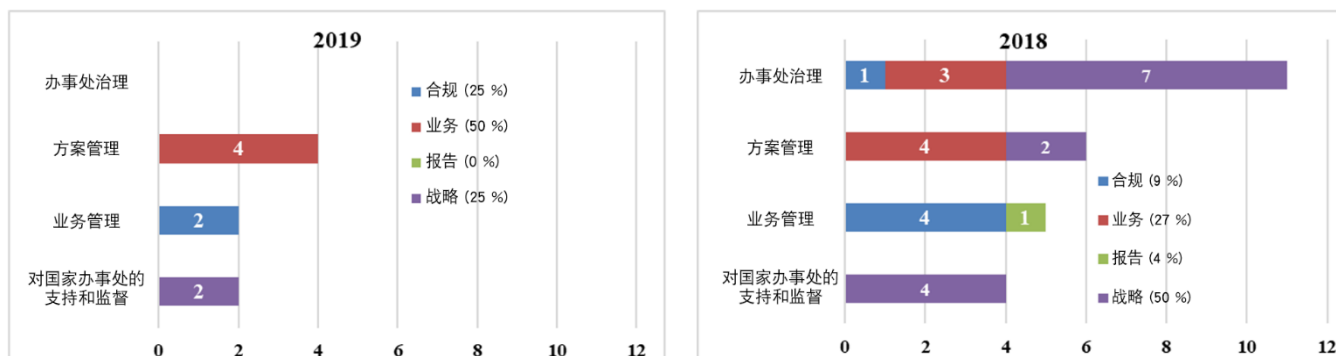 2019
办事处治理
方案管理
4
业务管理
2
对国家办事处的
支持和监督
2
合规 (25 %)
业务 (50 %)
报告 (0 %)
战略 (25 %)
0 2 4 6 8 10 12
2018
办事处治理
1 3 7
方案管理
4 2
业务管理
4 1
对国家办事处的
支持和监督
4
合规 (9 %)
业务 (27 %)
报告 (4 %)
战略 (50 %)
0 2 4 6 8 10 12